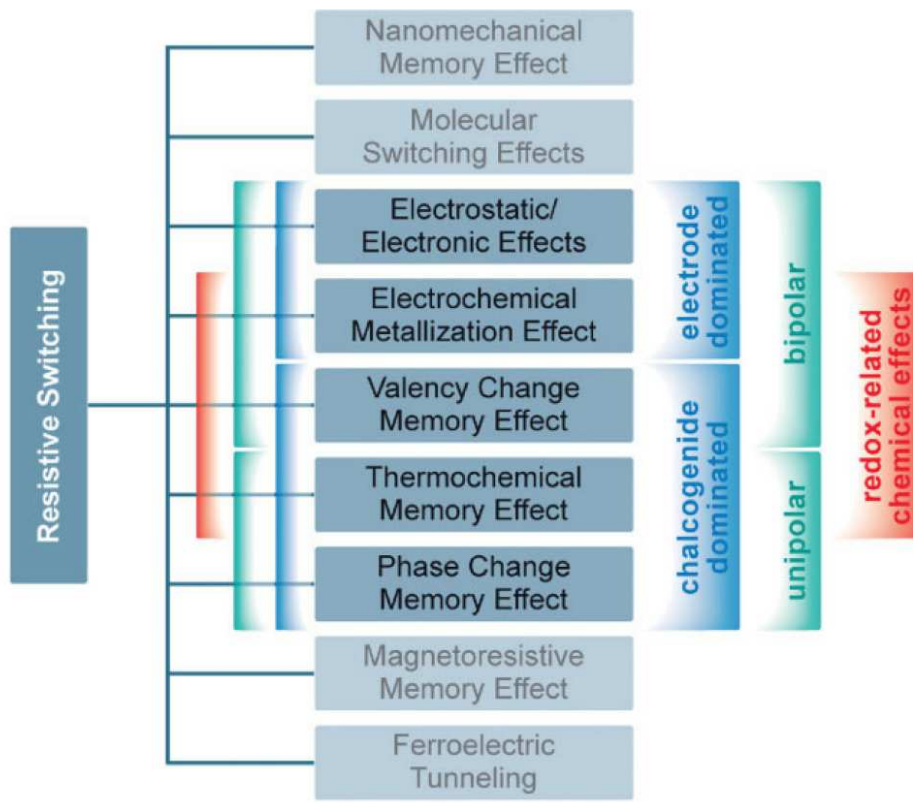 Resistive Switching
Nanomechanical
Memory Effect
Molecular
Switching Effects
Electrostatic/
Electronic Effects
Electrochemical
Metallization Effect
Valency Change
Memory Effect
Thermochemical
Memory Effect
Phase Change
Memory Effect
Magnetoresistive
Memory Effect
Ferroelectric
Tunneling
electrode
dominated
chalcogenide
dominated
bipolar
unipolar
redox-related
chemical effects